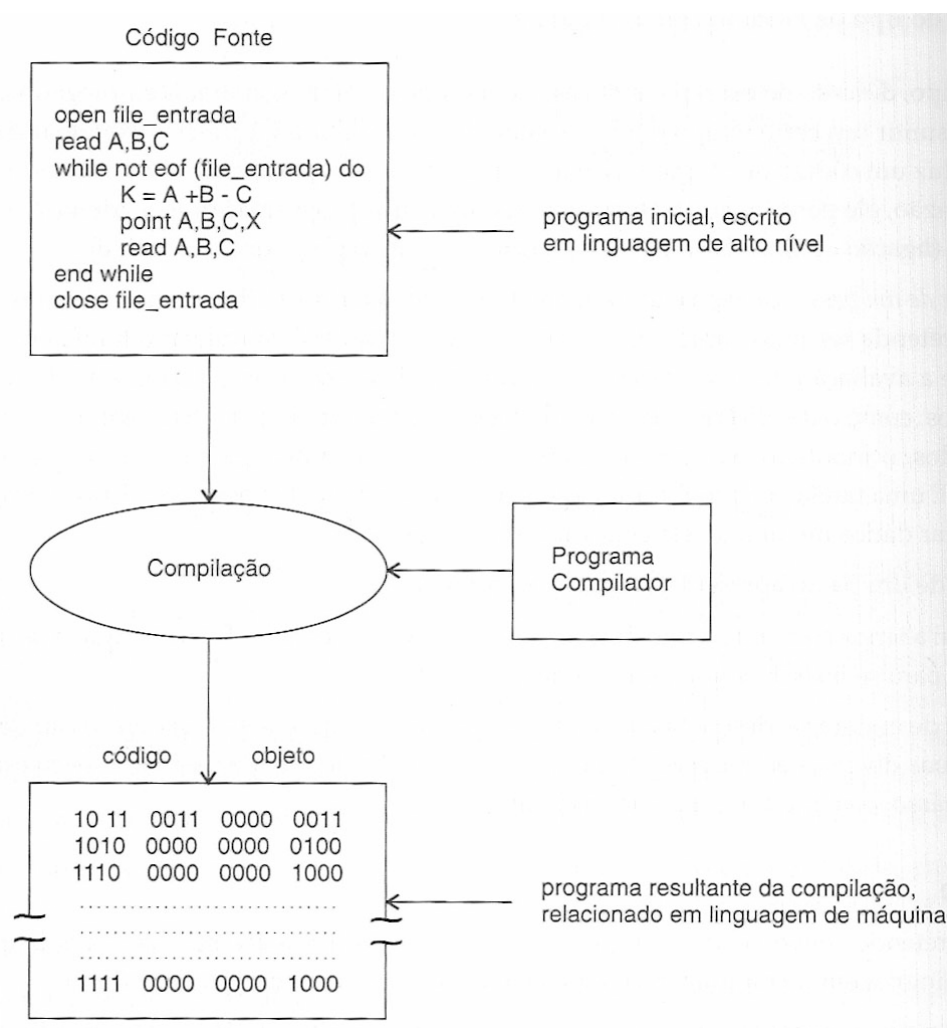 Código Fonte
open file_entrada
read A,B,C
while not eof (file_entrada) do
K = A +B - C
point A,B,C,X
read A,B,C
end while
close file_entrada
programa inicial, escrito
em linguagem de alto nível
Compilação
Programa
Compilador
código objeto
10 11 0011 0000 0011
1010 0000 0000 0100
1110 0000 0000 1000
programa resultante da compilação,
relacionado em linguagem de máquina
1111 0000 0000 1000